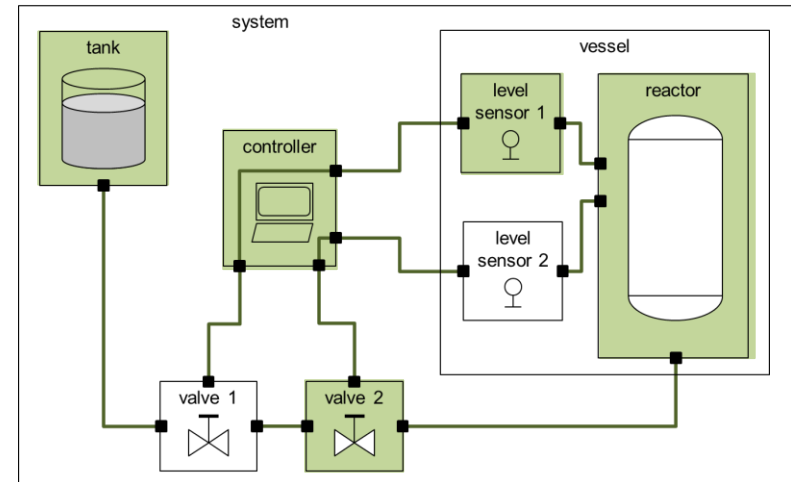 system
tank
vessel
level
sensor 1
reactor
controller
level
sensor 2
valve 1
valve 2